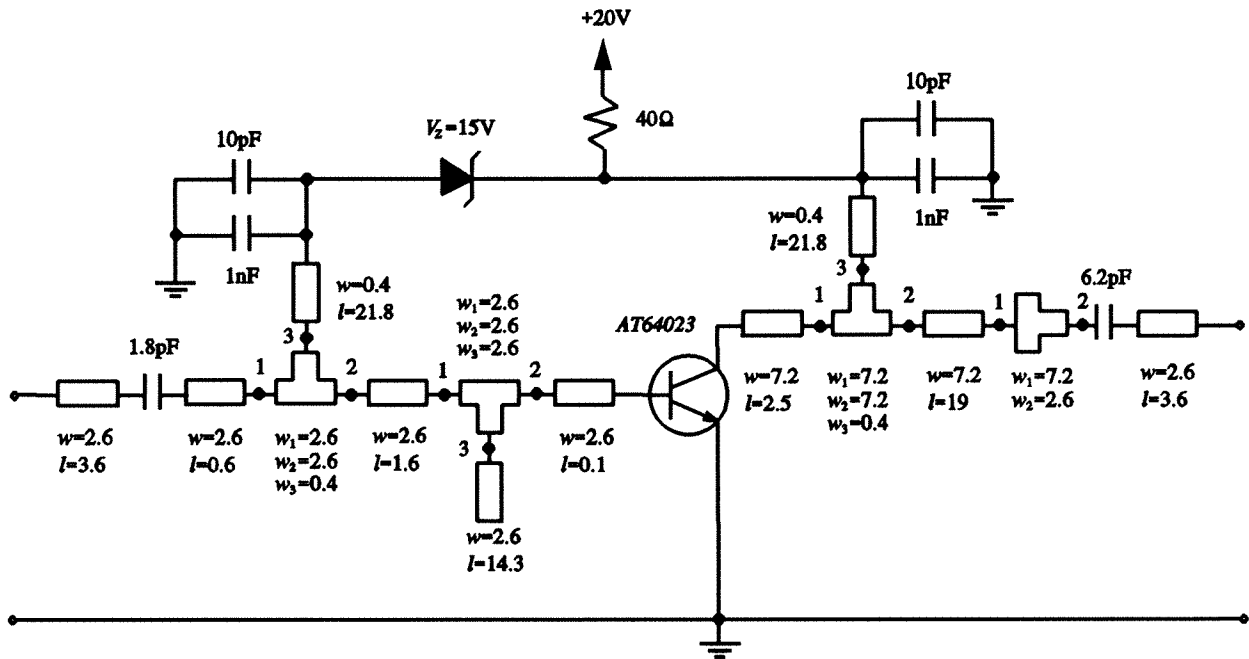 +20V
40Ω
10pF
1nF
V_Z=15V
10pF
1nF
w=0.4
l=21.8
3
w=0.4
l=21.8
3
1
2
1
2
6.2pF
w₁=2.6
w₂=2.6
w₃=2.6
AT64023
1.8pF
1
2
1
2
3
w=2.6
l=3.6
w=2.6
l=0.6
w₁=2.6
w₂=2.6
w₃=0.4
w=2.6
l=1.6
w=2.6
l=14.3
w=2.6
l=0.1
w=7.2
l=2.5
w₁=7.2
w₂=7.2
w₃=0.4
w=7.2
l=19
w₁=7.2
w₂=2.6
w=2.6
l=3.6